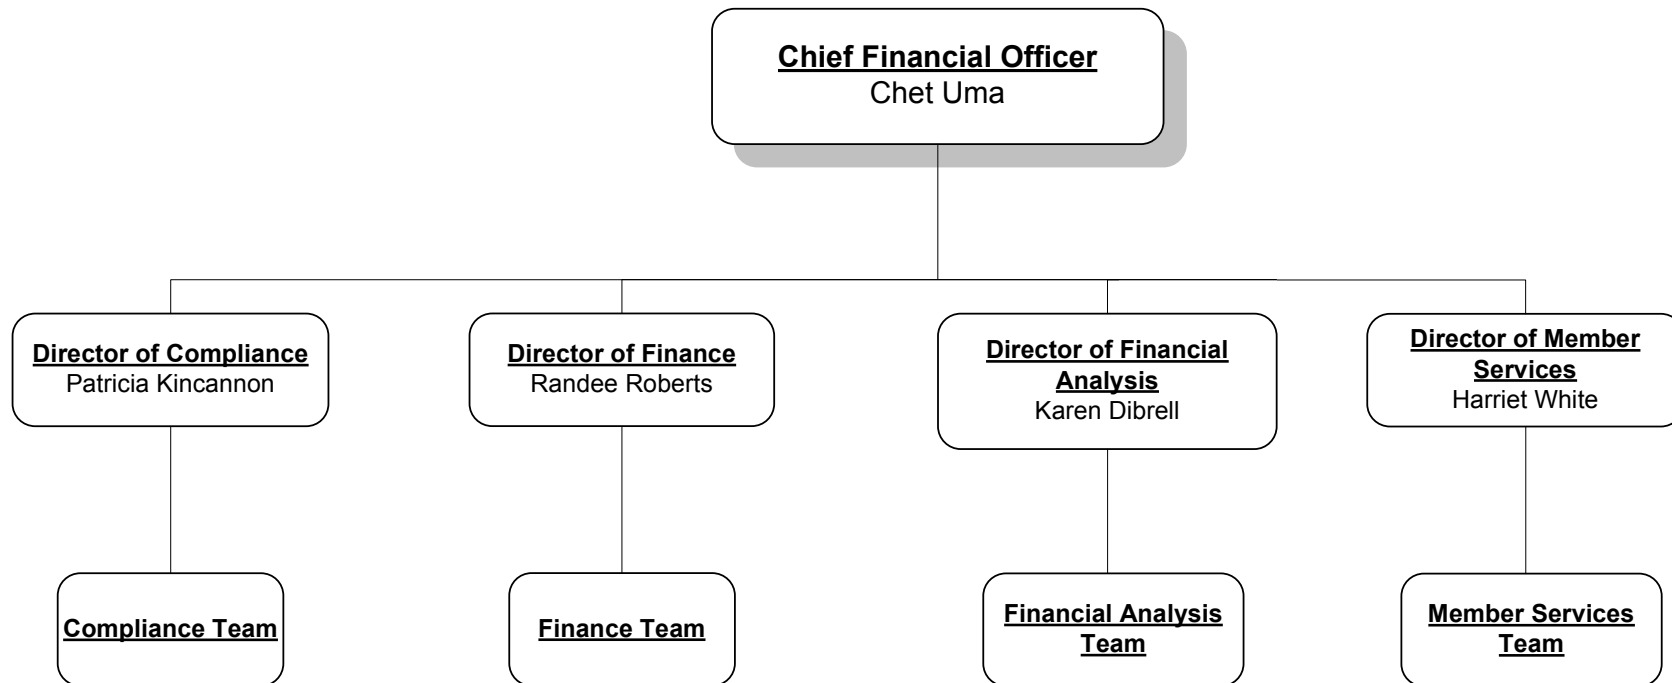 Chief Financial Officer
Chet Uma
Director of Compliance
Patricia Kincannon
Director of Finance
Randee Roberts
Director of Financial
Analysis
Karen Dibrell
Director of Member
Services
Harriet White
Compliance Team
Finance Team
Financial Analysis
Team
Member Services
Team